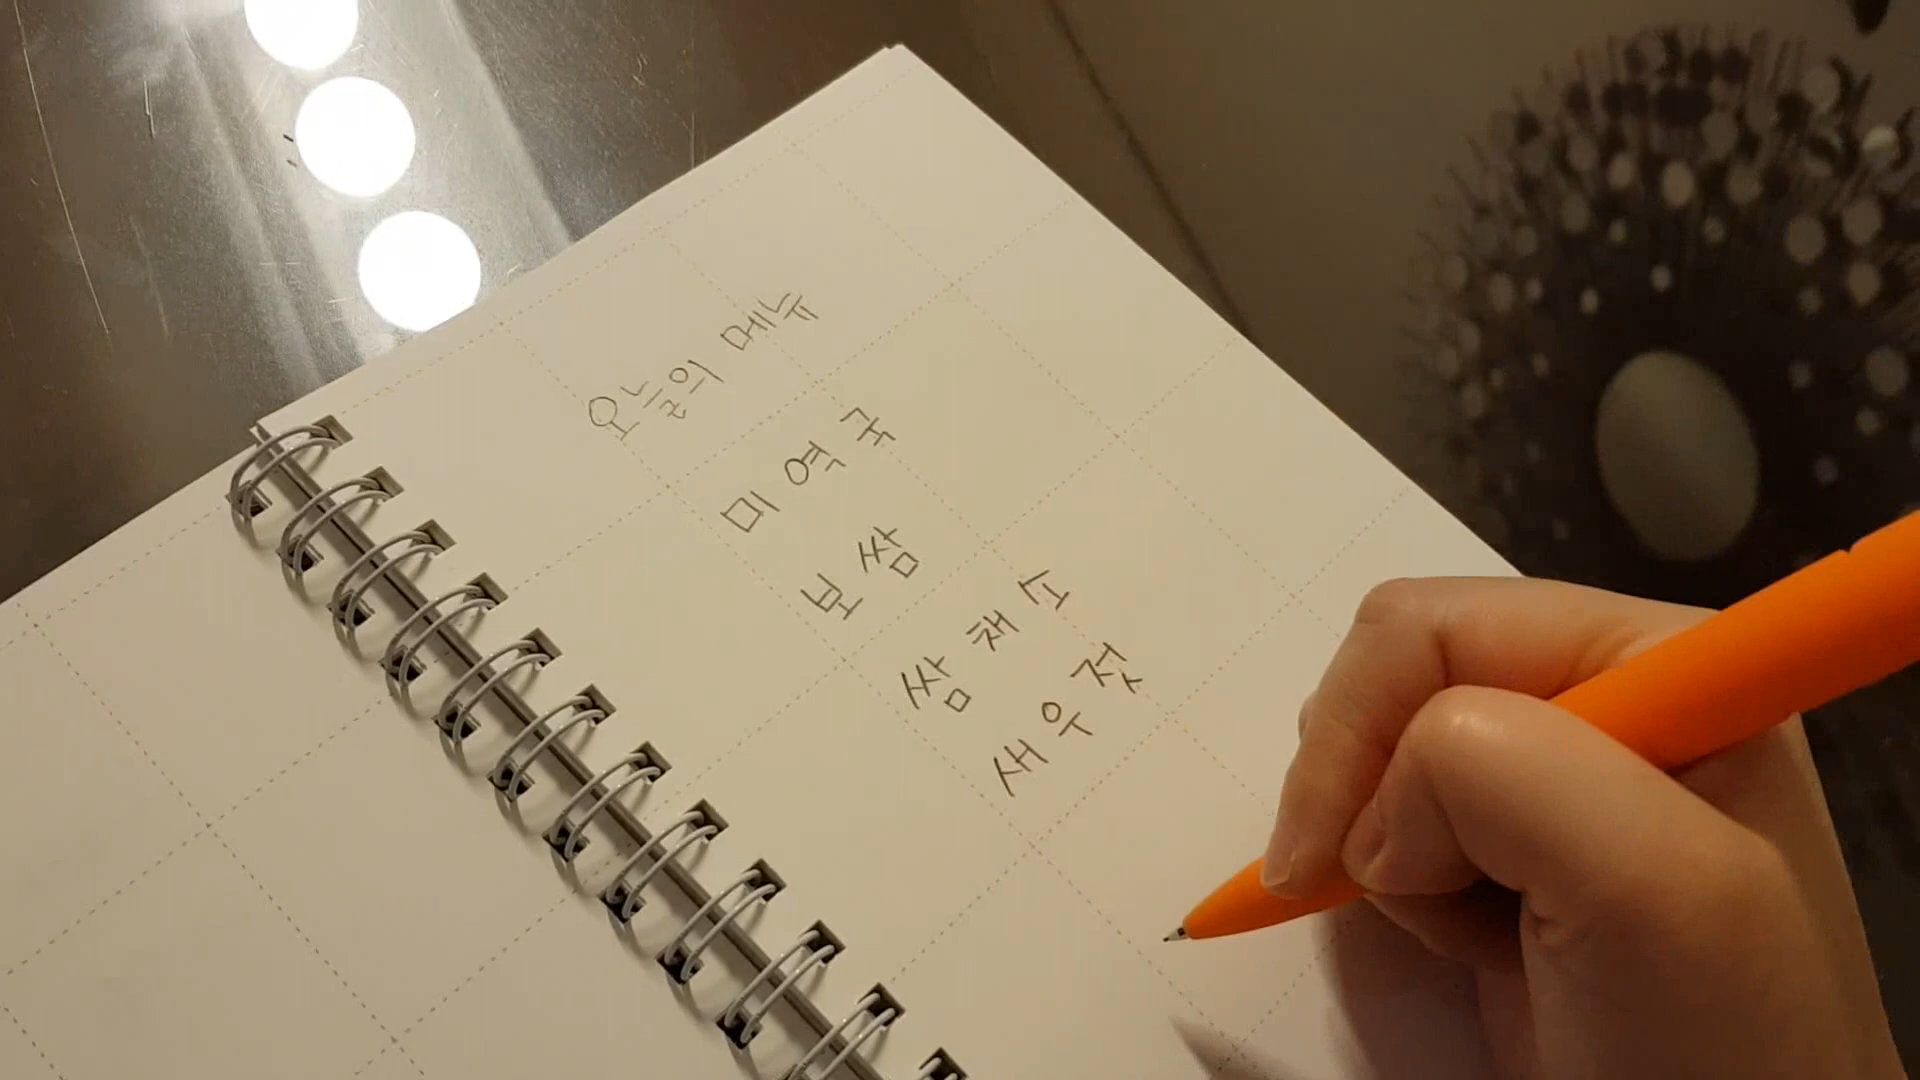 오늘의 메뉴
미역국
보쌈
쌈채소
새우젓